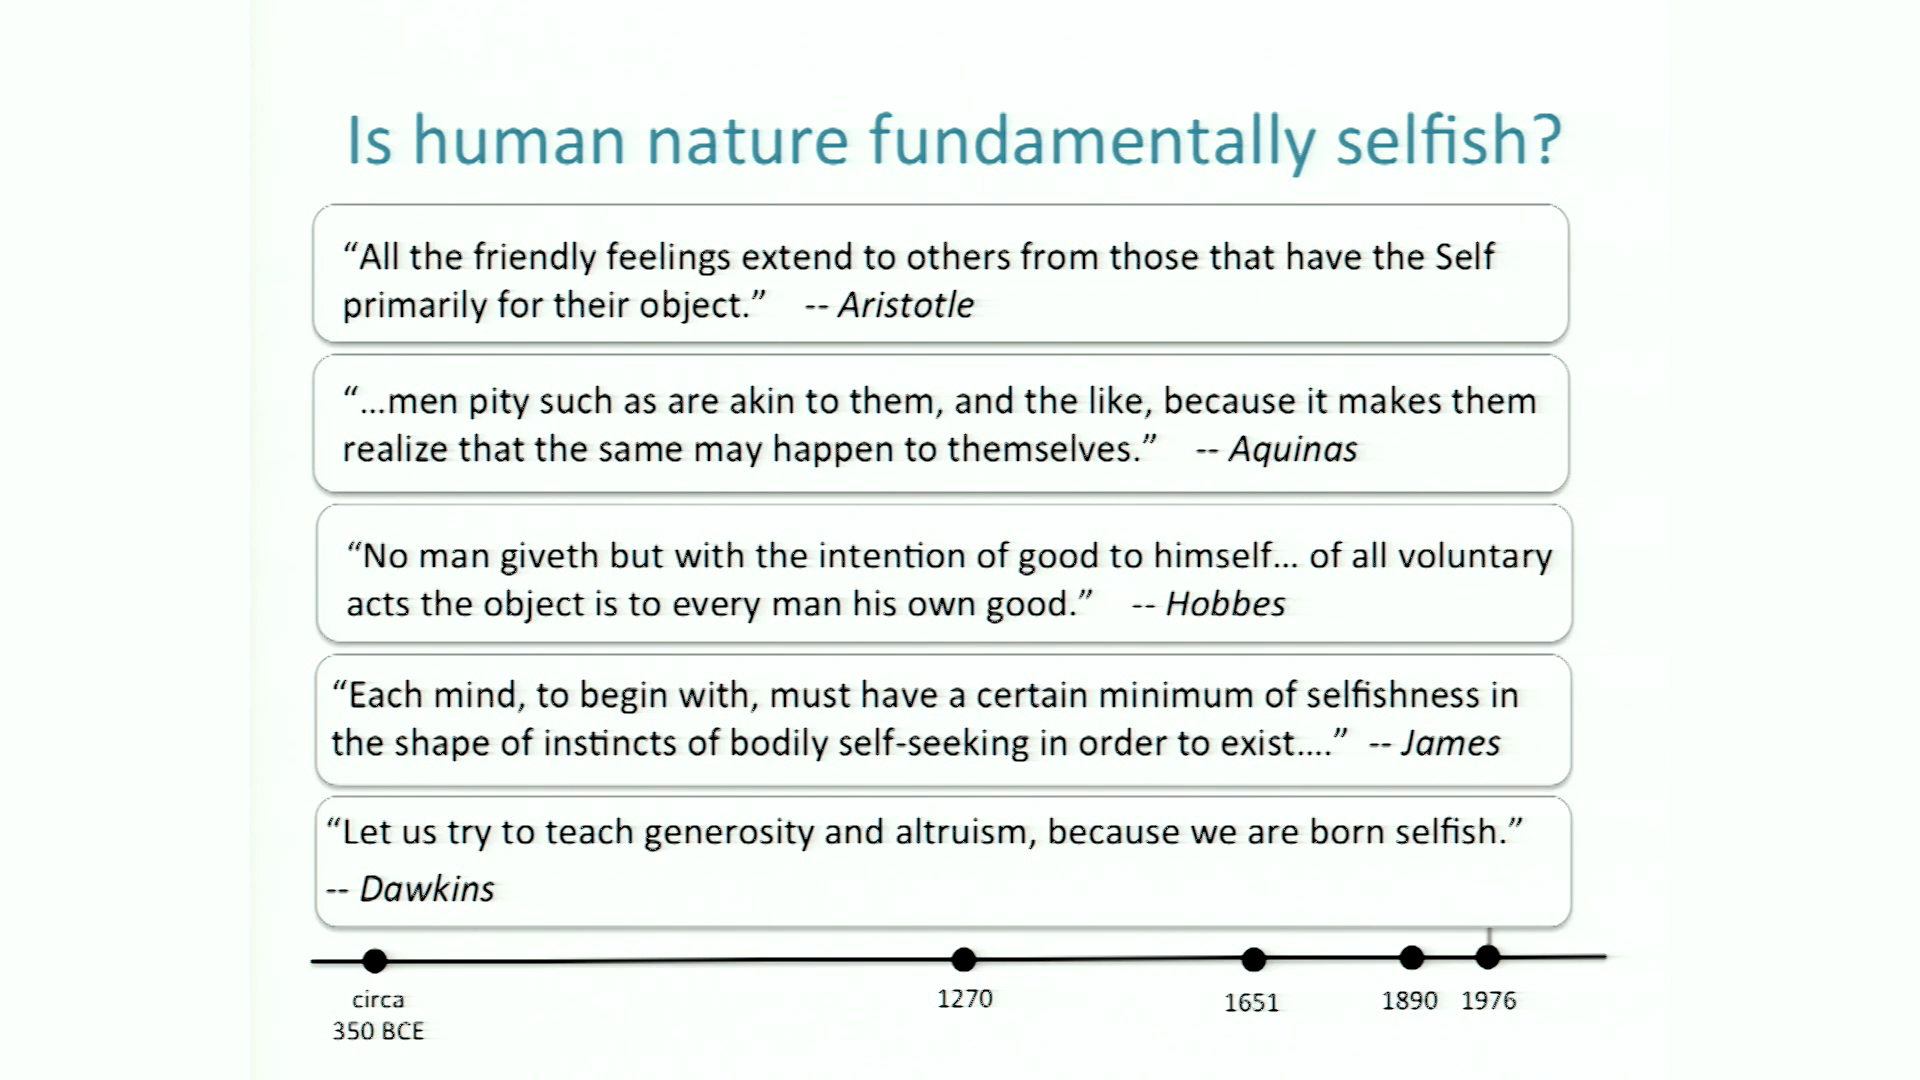 Is human nature fundamentally selfish?
“All the friendly feelings extend to others from those that have the Self
primarily for their object.” -- Aristotle
“...men pity such as are akin to them, and the like, because it makes them
realize that the same may happen to themselves.” -- Aquinas
“No man giveth but with the intention of good to himself... of all voluntary
acts the object is to every man his own good.” -- Hobbes
“Each mind, to begin with, must have a certain minimum of selfishness in
the shape of instincts of bodily self-seeking in order to exist....” -- James
“Let us try to teach generosity and altruism, because we are born selfish.”
-- Dawkins
circa
350 BCE
1270
1651
1890
1976